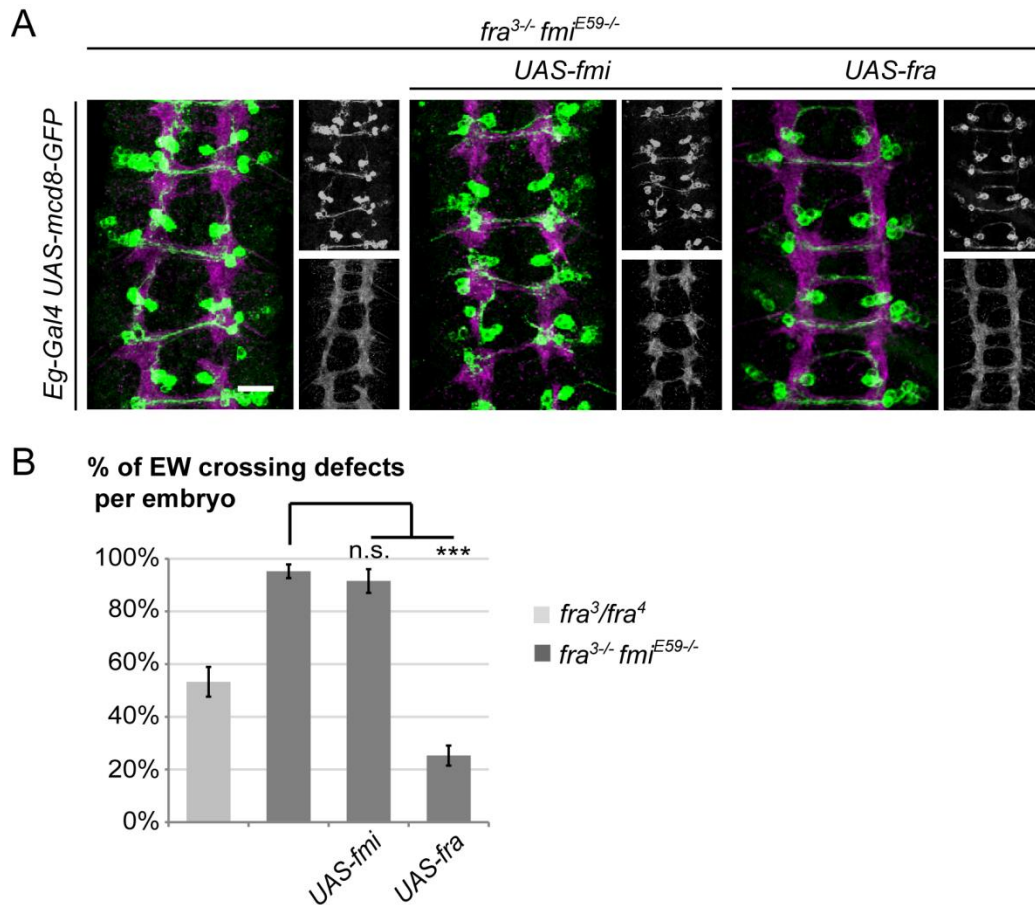 A
fra³⁻/⁻ fmiᴱ⁵⁹⁻/⁻
UAS-fmi
UAS-fra
Eg-Gal4 UAS-mcd8-GFP
B
% of EW crossing defects
per embryo
n.s.
***
100%
80%
60%
40%
20%
0%
UAS-fmi
UAS-fra
fra³/fra⁴
fra³⁻/⁻ fmiᴱ⁵⁹⁻/⁻